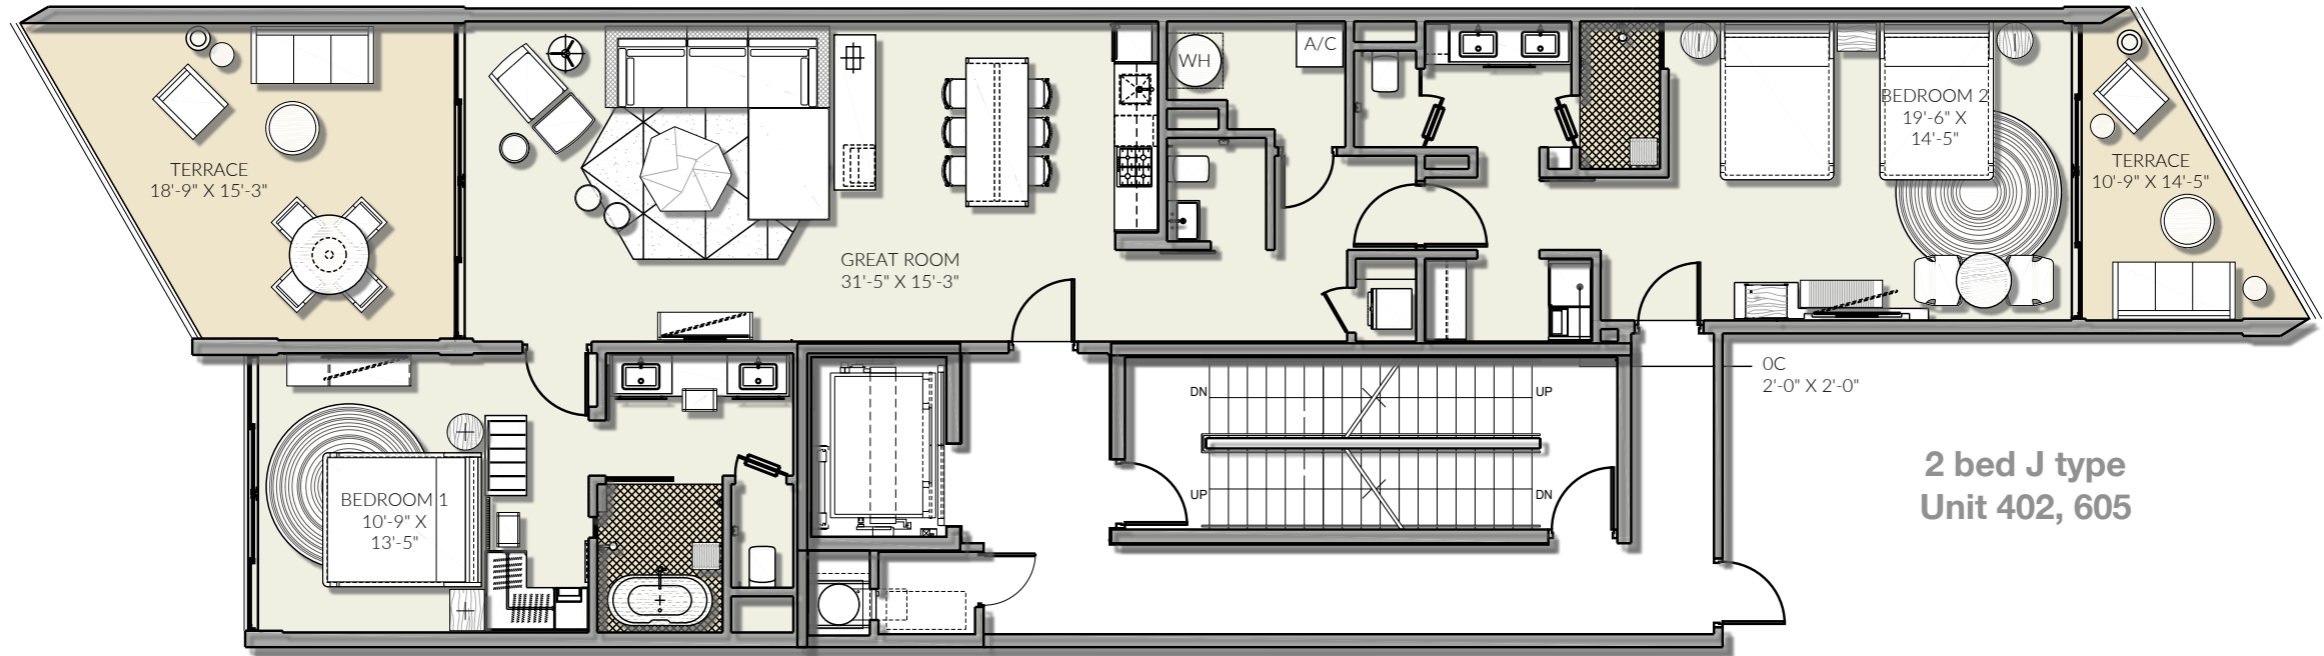 TERRACE
18'-9" X 15'-3"
WH
A/C
BEDROOM 2
19'-6" X
14'-5"
TERRACE
10'-9" X 14'-5"
GREAT ROOM
31'-5" X 15'-3"
0C
2'-0" X 2'-0"
DN
UP
UP
DN
BEDROOM 1
10'-9" X
13'-5"
2 bed J type
Unit 402, 605